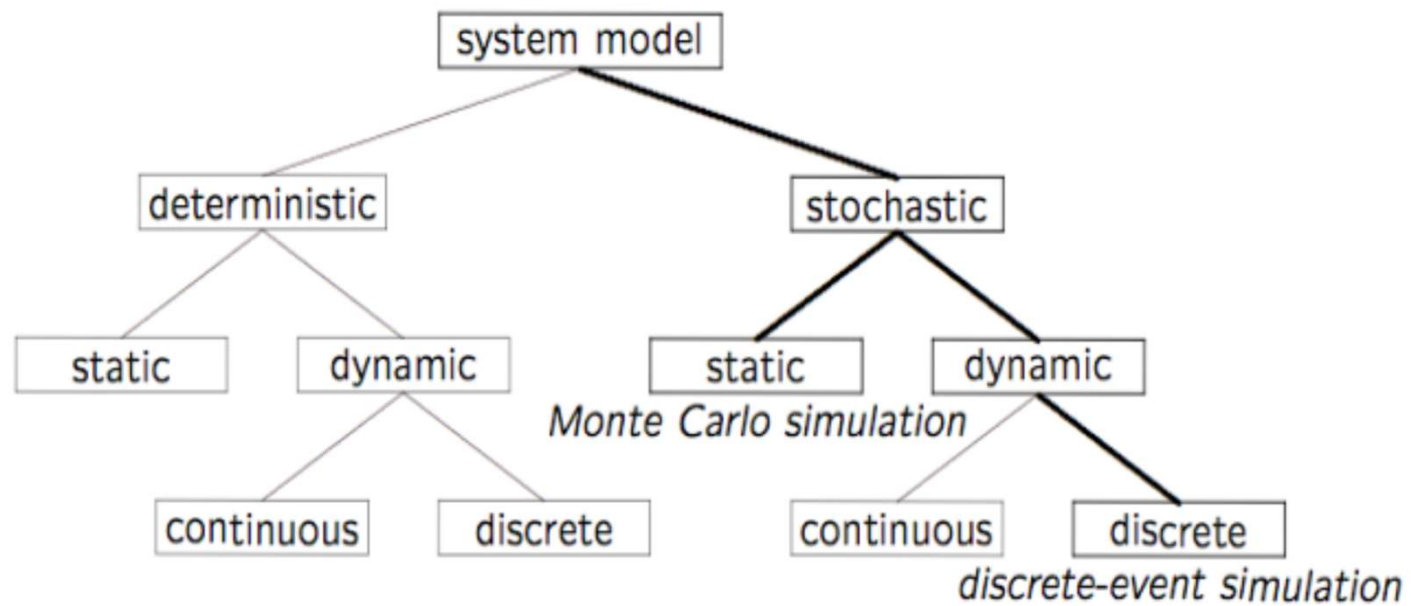 system model
deterministic
stochastic
static
dynamic
static
dynamic
Monte Carlo simulation
continuous
discrete
continuous
discrete
discrete-event simulation